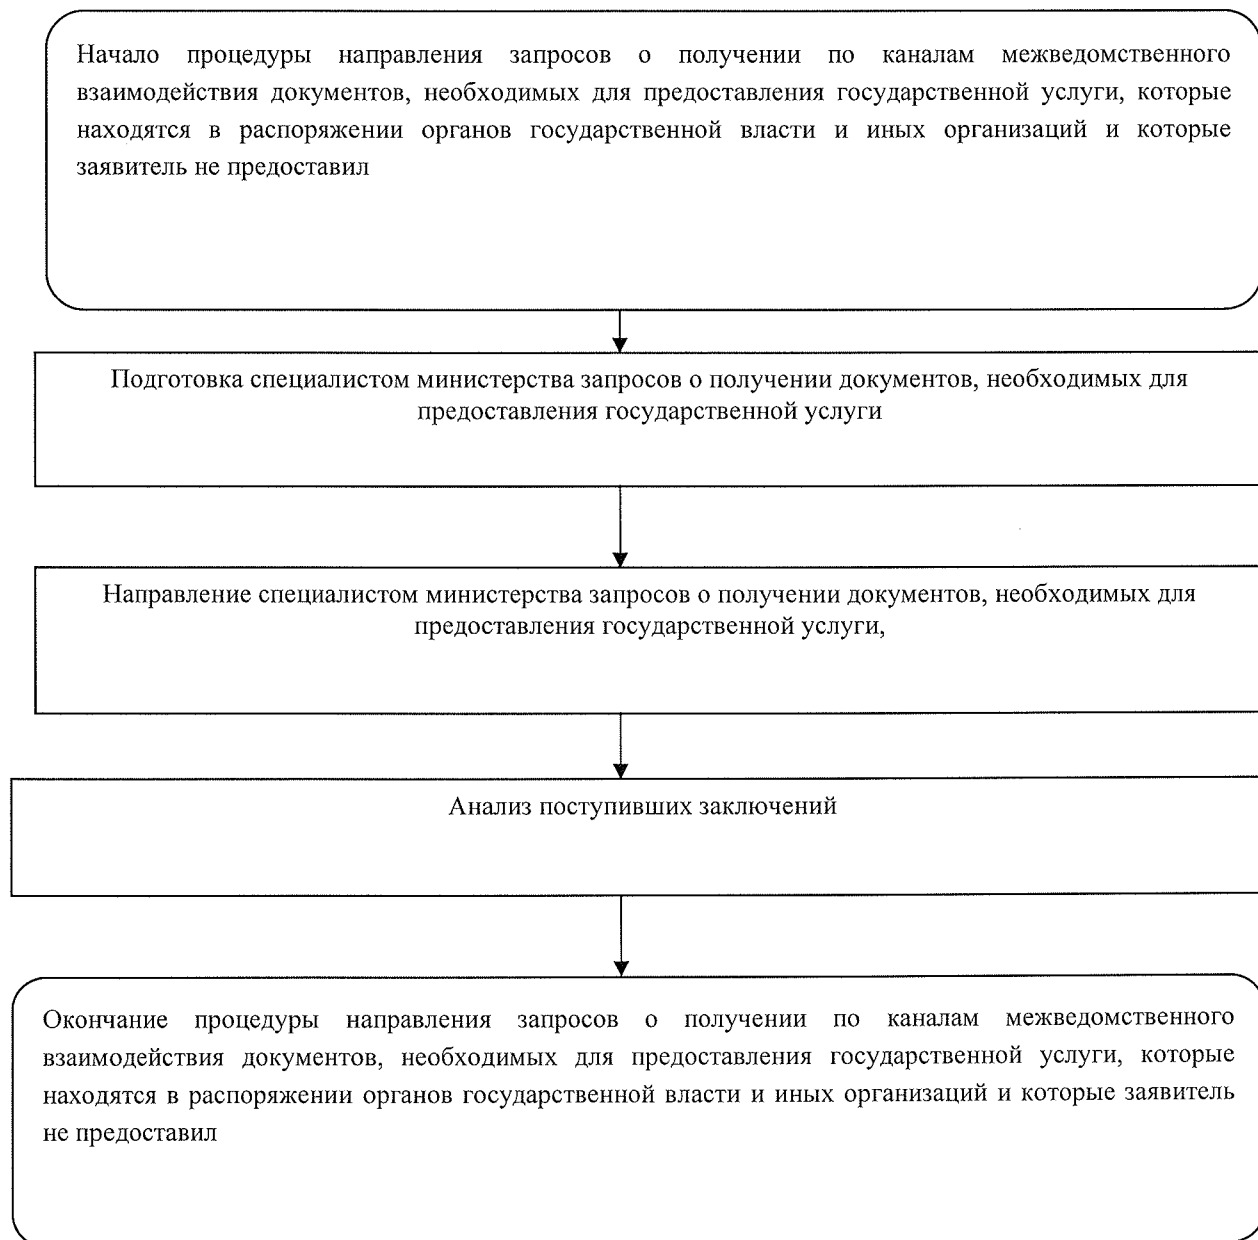 Начало процедуры направления запросов о получении по каналам межведомственного
взаимодействия документов, необходимых для предоставления государственной услуги, которые
находятся в распоряжении органов государственной власти и иных организаций и которые
заявитель не предоставил
Подготовка специалистом министерства запросов о получении документов, необходимых для
предоставления государственной услуги
Направление специалистом министерства запросов о получении документов, необходимых для
предоставления государственной услуги,
Анализ поступивших заключений
Окончание процедуры направления запросов о получении по каналам межведомственного
взаимодействия документов, необходимых для предоставления государственной услуги, которые
находятся в распоряжении органов государственной власти и иных организаций и которые заявитель
не предоставил